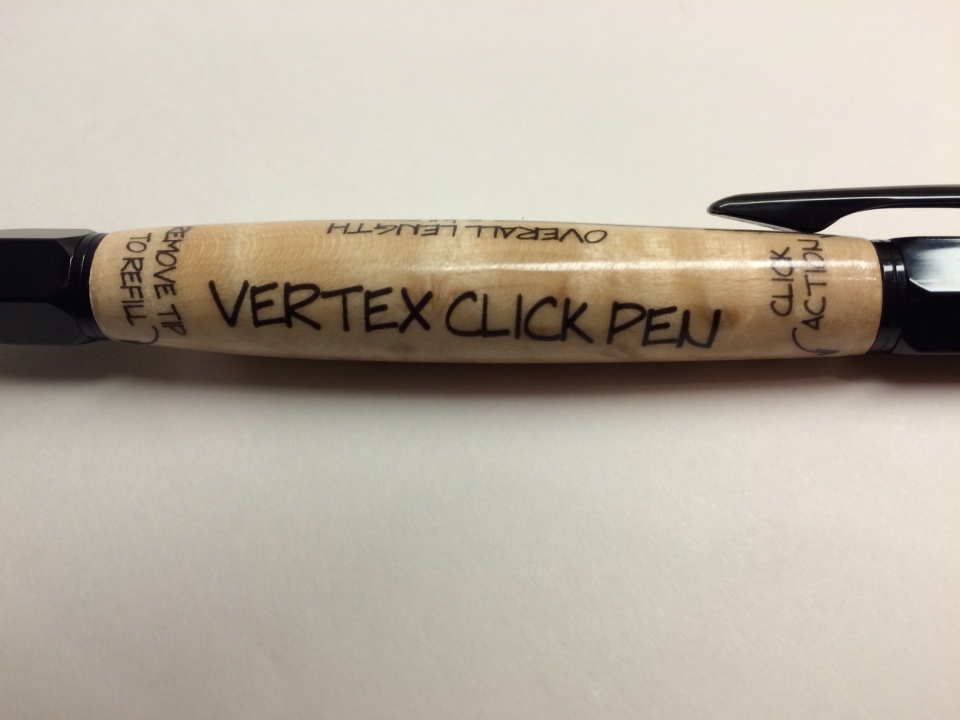 REMOVE TIP
TO REFILL
OVERALL LENGTH
VERTEX CLICK PEN
CLICK
ACTION